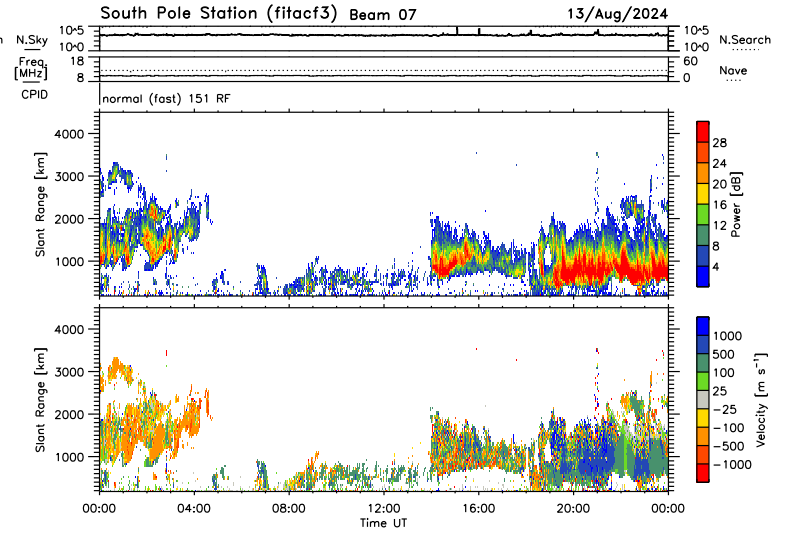 South Pole Station (fitacf3) Beam 07 13/Aug/2024
n N.Sky 10^5 10^0 10^5 10^0 N.Search
Freq. [MHz] 18 8 60 0 Nave
CPID normal (fast) 151 RF
Slant Range [km]
4000
3000
2000
1000
28
24
20
16
12
8
4
Power [dB]
Slant Range [km]
4000
3000
2000
1000
1000
500
100
25
-25
-100
-500
-1000
Velocity [m s⁻¹]
00:00 04:00 08:00 12:00 16:00 20:00 00:00
Time UT